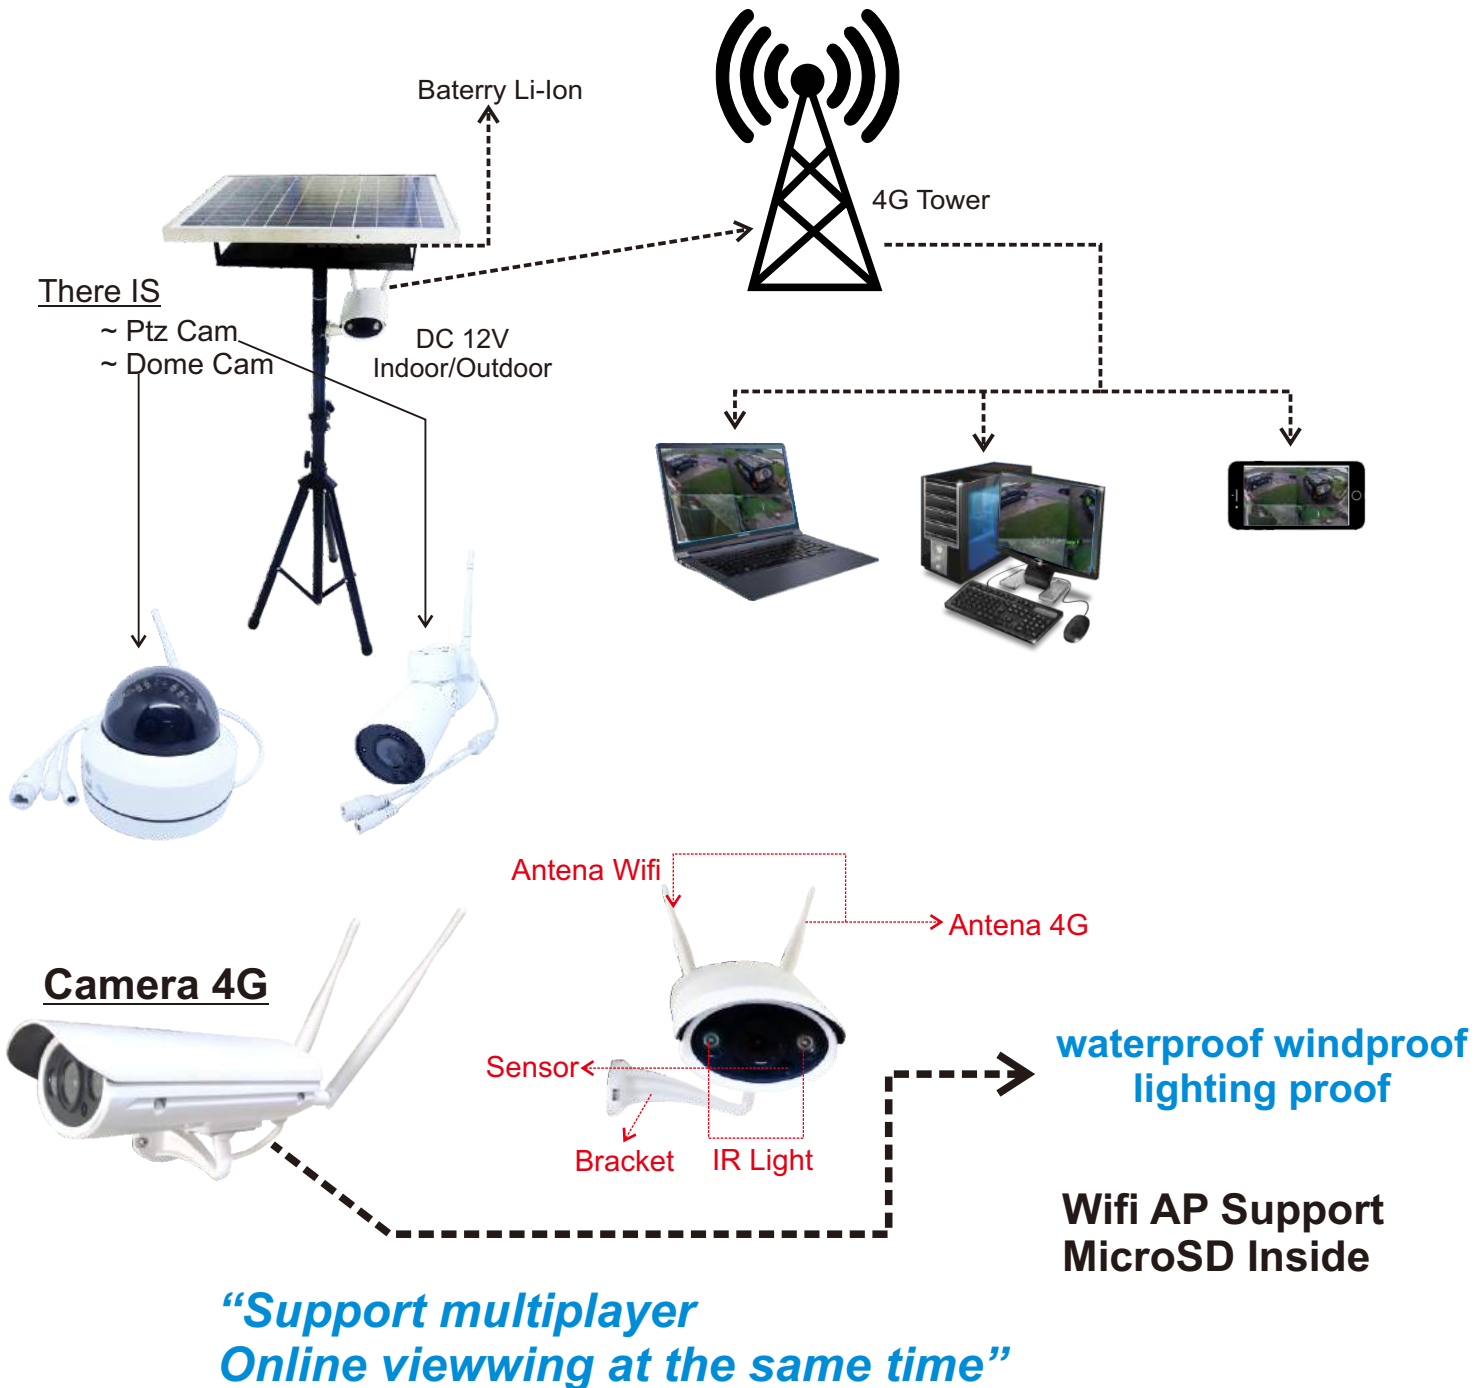 Baterry Li-Ion
4G Tower
There IS
~ Ptz Cam
~ Dome Cam
DC 12V
Indoor/Outdoor
Antena Wifi
Antena 4G
Camera 4G
Sensor
Bracket
IR Light
waterproof windproof
lighting proof
Wifi AP Support
MicroSD Inside
“Support multiplayer
Online viewwing at the same time”